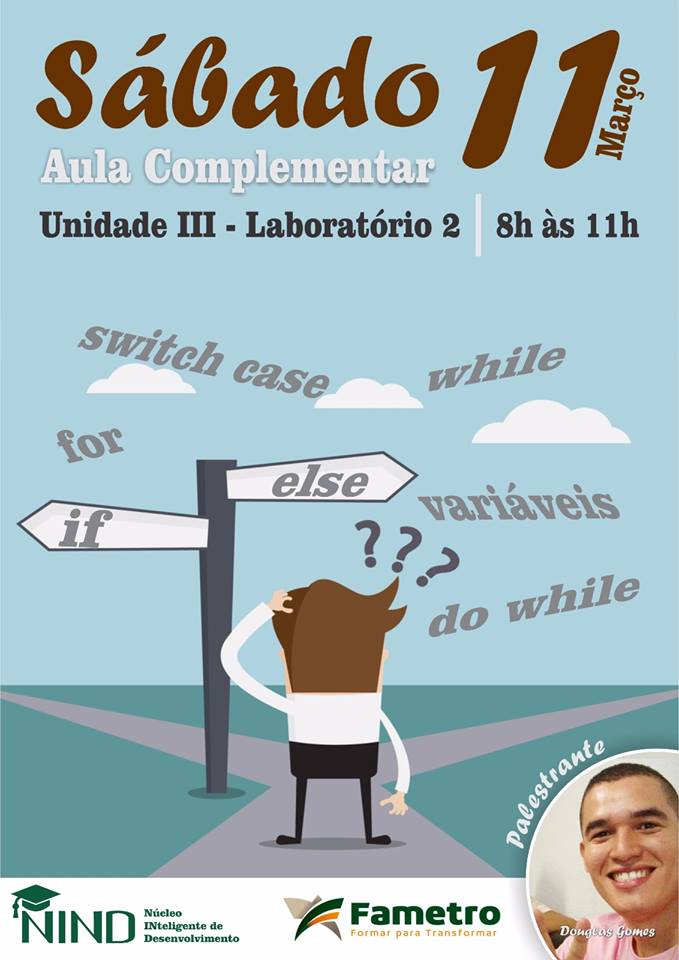 Sábado 11
Março
Aula Complementar
Unidade III - Laboratório 2 | 8h às 11h
switch case
while
for
else
if
variáveis
???
do while
Palestrante
Douglas Gomes
NIND
Núcleo
INteligente de
Desenvolvimento
Fametro
Formar para Transformar